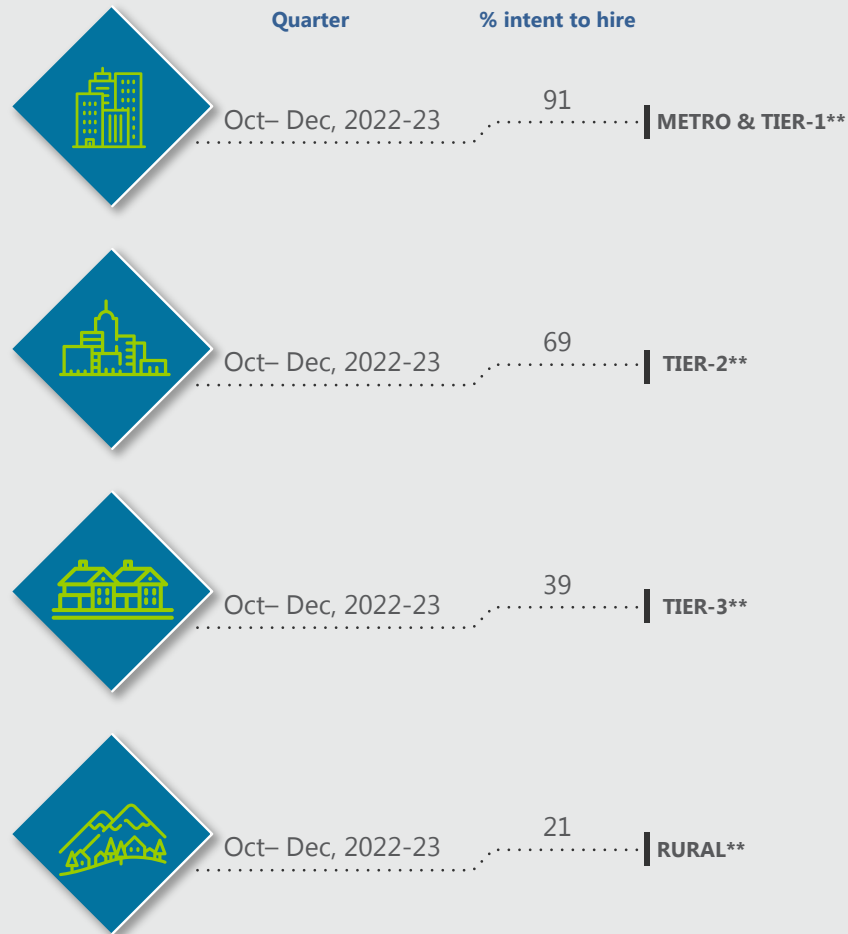 Quarter % intent to hire
Oct– Dec, 2022-23 91 METRO & TIER-1**
Oct– Dec, 2022-23 69 TIER-2**
Oct– Dec, 2022-23 39 TIER-3**
Oct– Dec, 2022-23 21 RURAL**